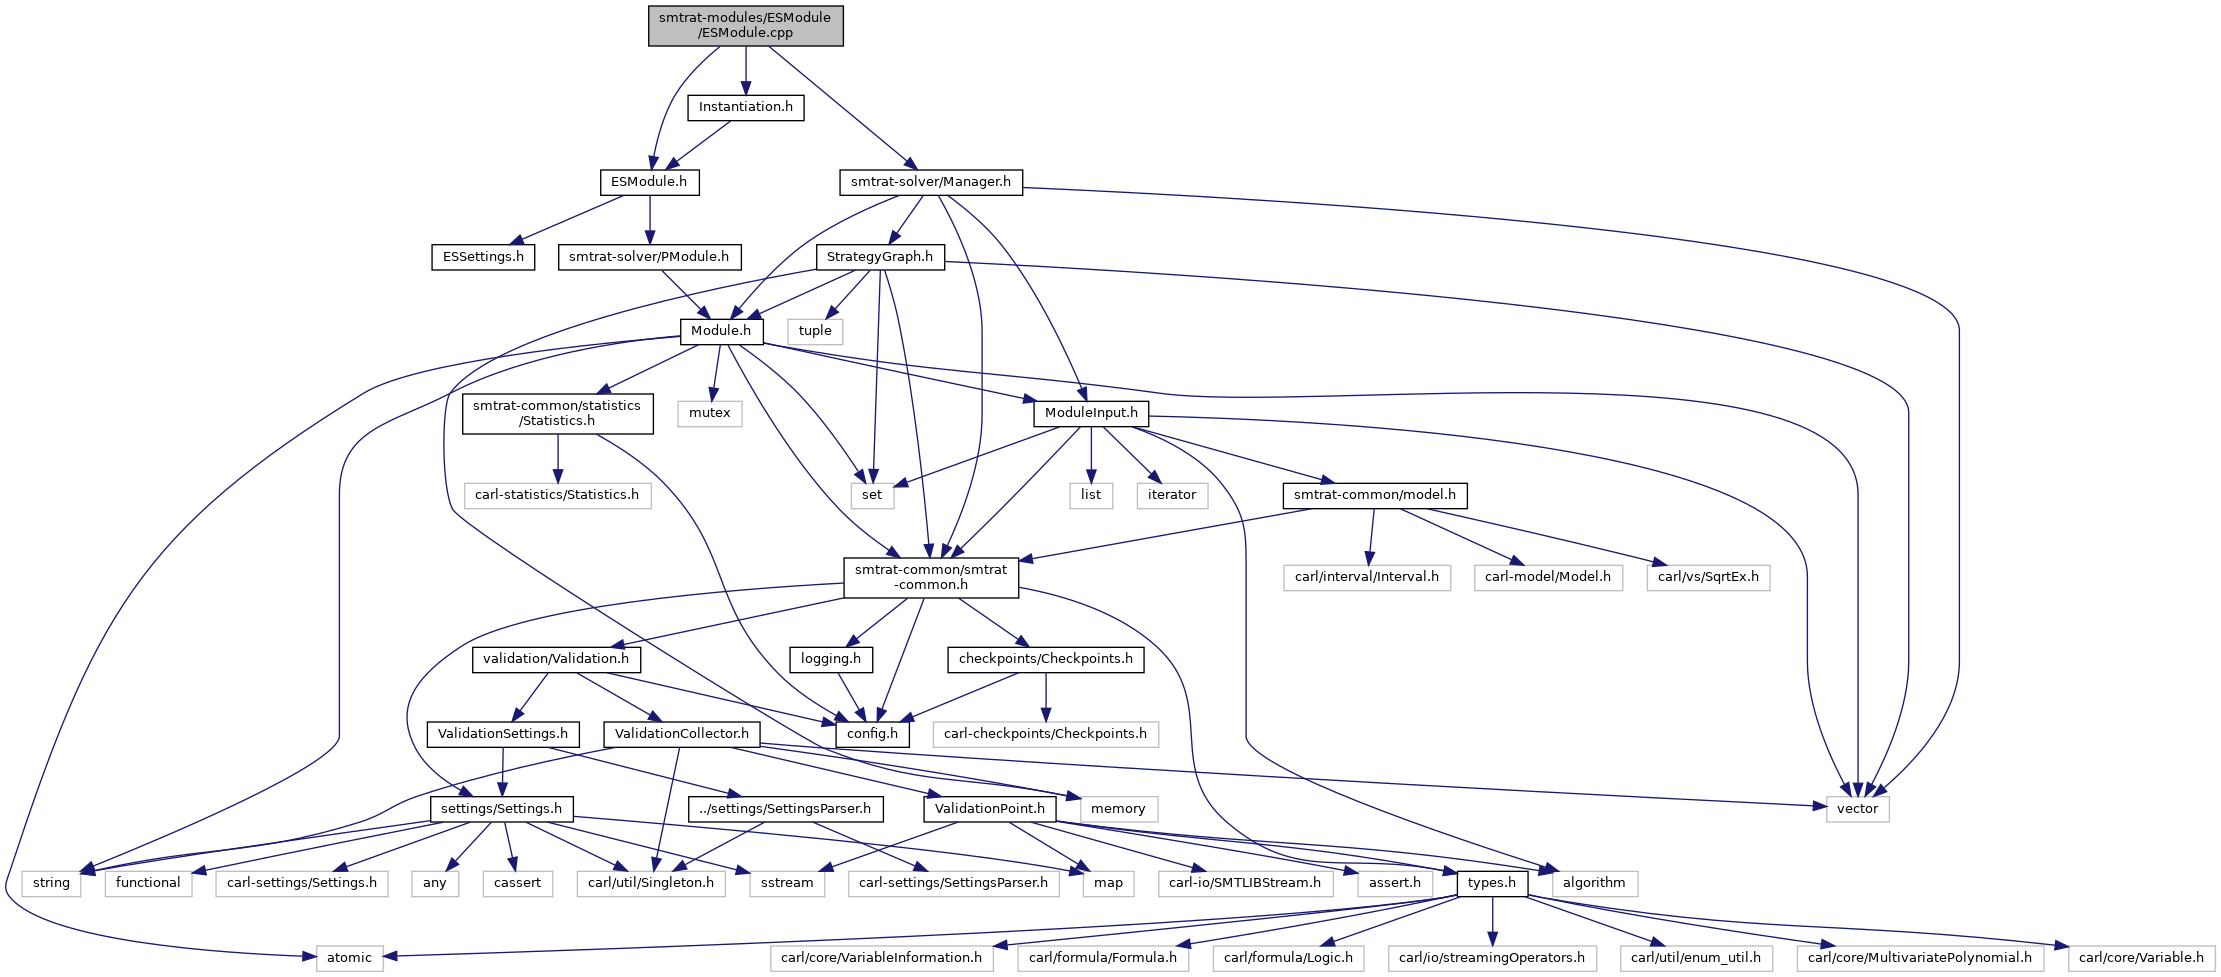 smtrat-modules/ESModule
/ESModule.cpp
Instantiation.h
ESModule.h
smtrat-solver/Manager.h
ESSettings.h
smtrat-solver/PModule.h
StrategyGraph.h
Module.h
tuple
smtrat-common/statistics
/Statistics.h
mutex
ModuleInput.h
carl-statistics/Statistics.h
set
list
iterator
smtrat-common/model.h
smtrat-common/smtrat
-common.h
carl/interval/Interval.h
carl-model/Model.h
carl/vs/SqrtEx.h
validation/Validation.h
logging.h
checkpoints/Checkpoints.h
ValidationSettings.h
ValidationCollector.h
config.h
carl-checkpoints/Checkpoints.h
settings/Settings.h
../settings/SettingsParser.h
ValidationPoint.h
memory
vector
string
functional
carl-settings/Settings.h
any
cassert
carl/util/Singleton.h
sstream
carl-settings/SettingsParser.h
map
carl-io/SMTLIBStream.h
assert.h
types.h
algorithm
atomic
carl/core/VariableInformation.h
carl/formula/Formula.h
carl/formula/Logic.h
carl/io/streamingOperators.h
carl/util/enum_util.h
carl/core/MultivariatePolynomial.h
carl/core/Variable.h